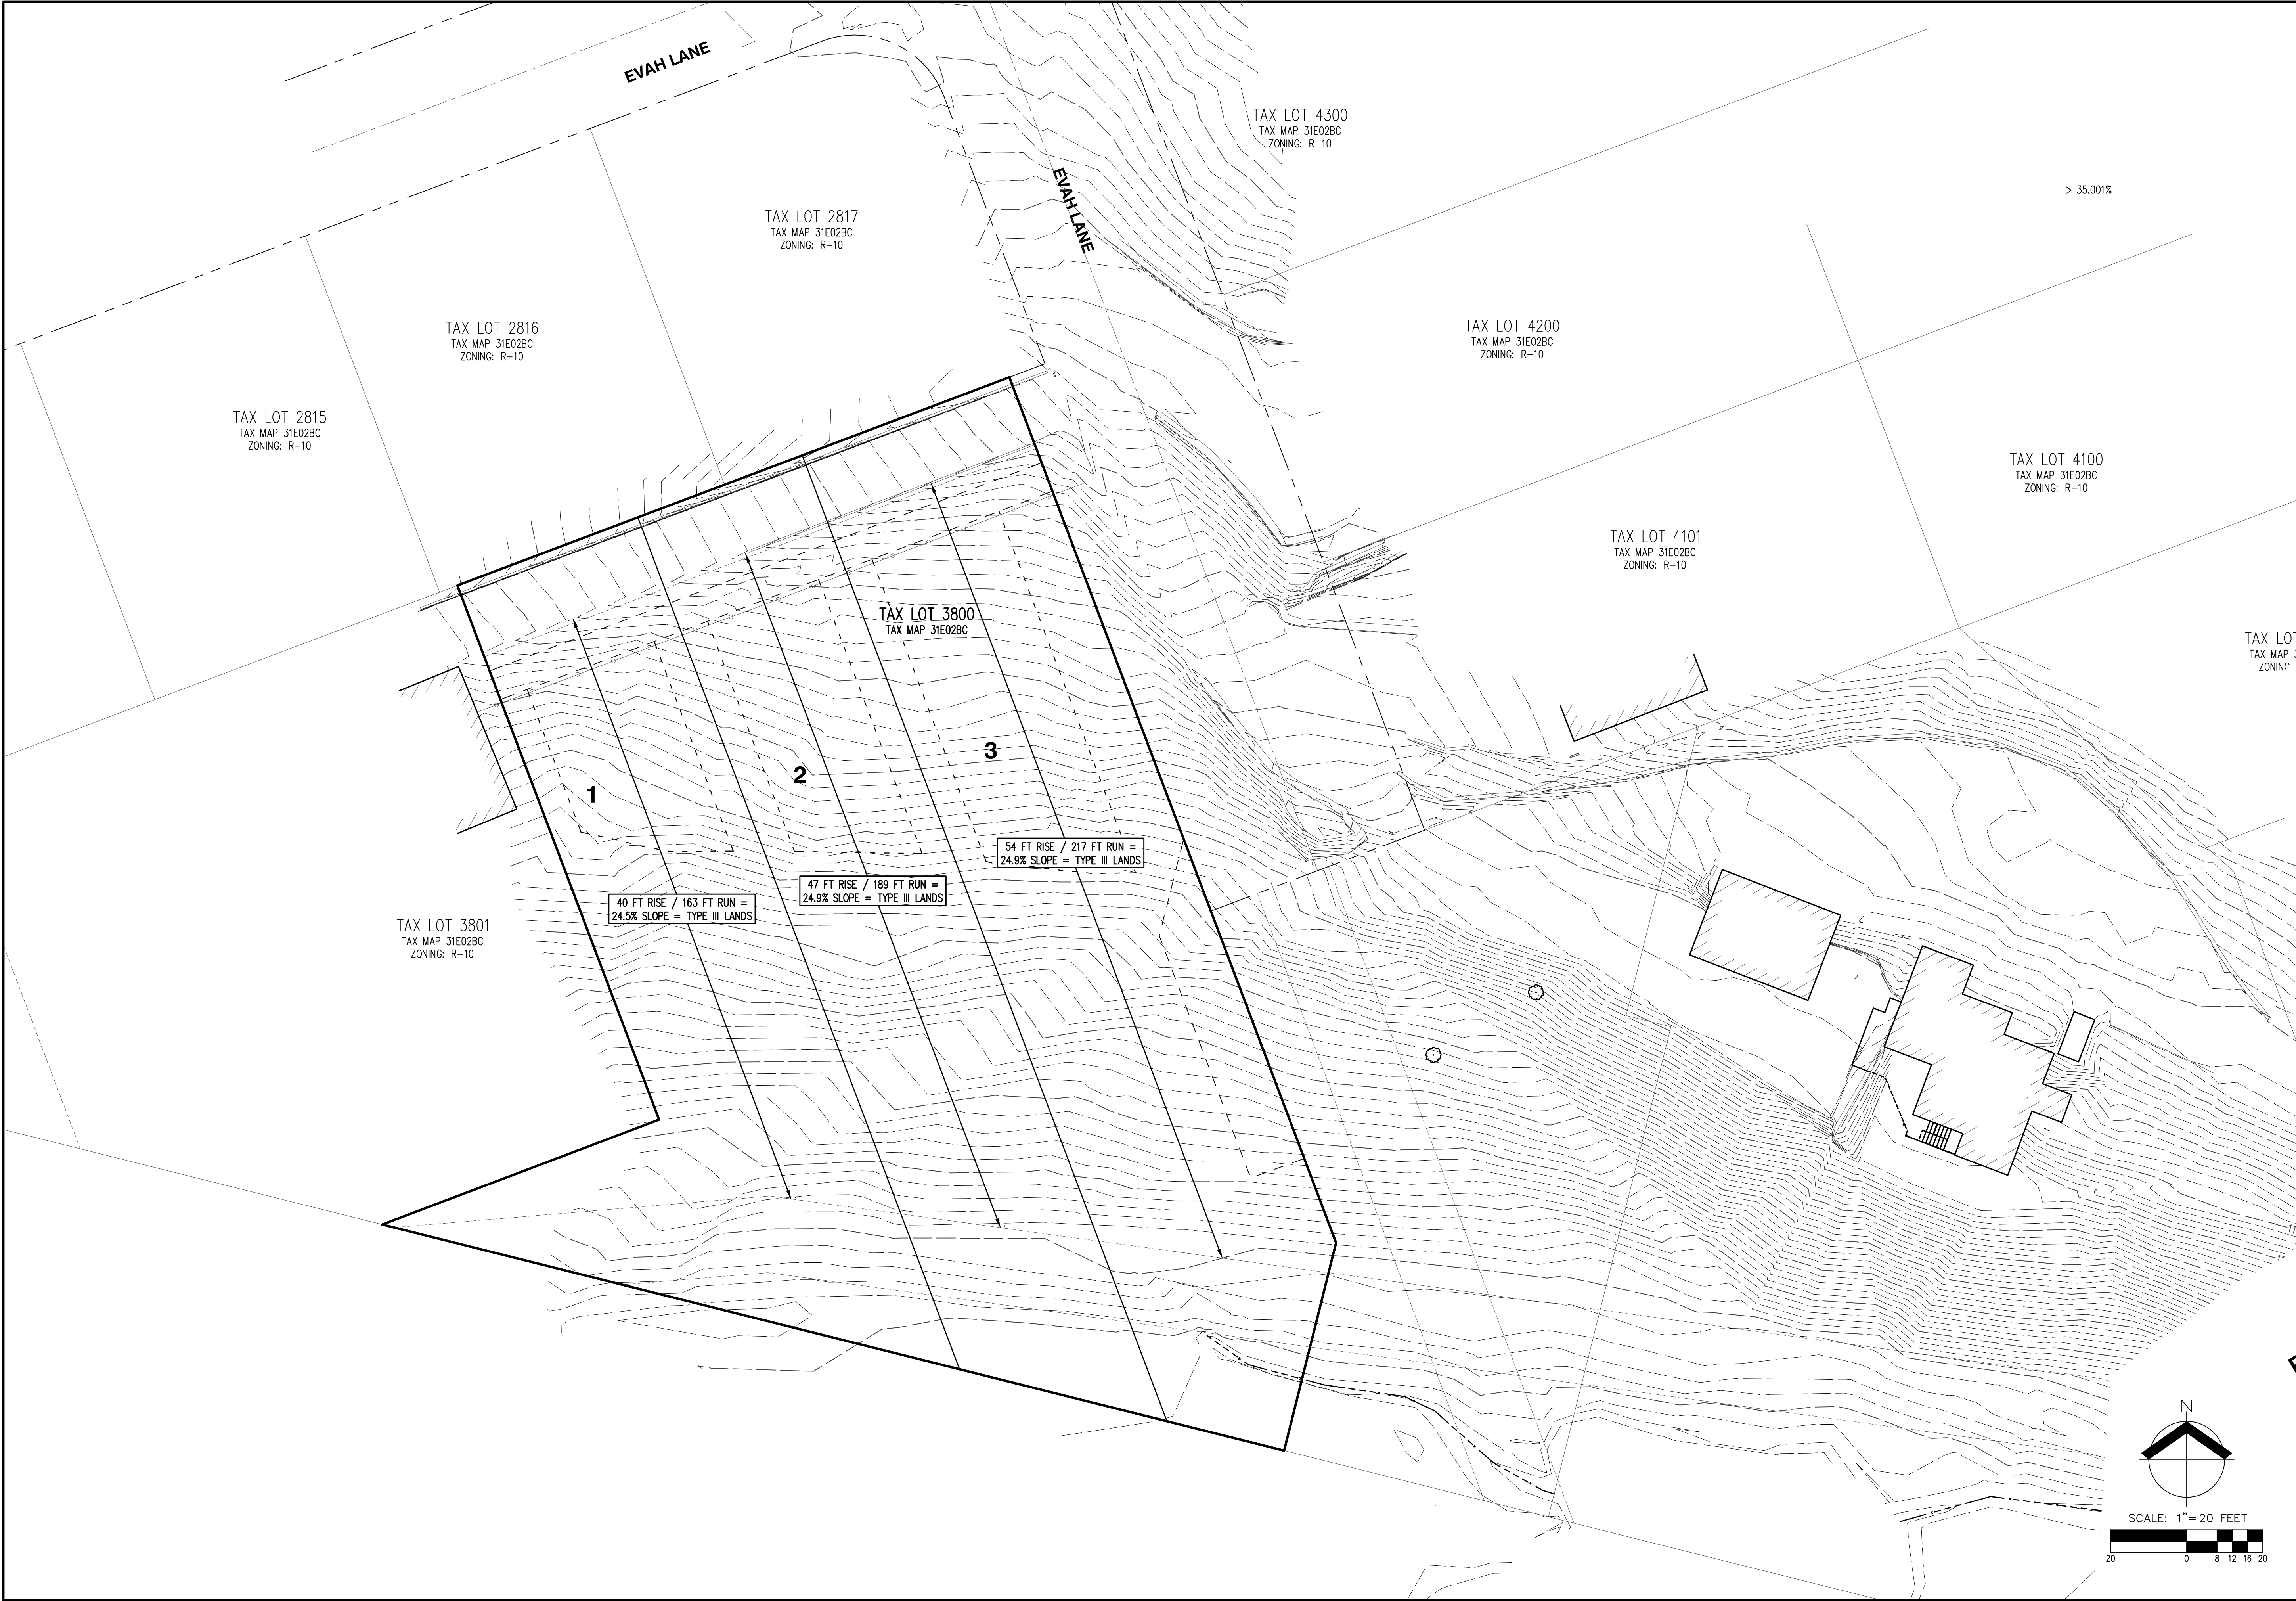 EVAH LANE
TAX LOT 4300
TAX MAP 31E02BC
ZONING: R-10
> 35.001%
EVAH LANE
TAX LOT 2817
TAX MAP 31E02BC
ZONING: R-10
TAX LOT 2816
TAX MAP 31E02BC
ZONING: R-10
TAX LOT 4200
TAX MAP 31E02BC
ZONING: R-10
TAX LOT 2815
TAX MAP 31E02BC
ZONING: R-10
TAX LOT 4100
TAX MAP 31E02BC
ZONING: R-10
TAX LOT 4101
TAX MAP 31E02BC
ZONING: R-10
TAX LOT 3800
TAX MAP 31E02BC
TAX
TAX MAP
3
2
1
54 FT RISE / 217 FT RUN =
24.9% SLOPE = TYPE III LANDS
47 FT RISE / 189 FT RUN =
24.9% SLOPE = TYPE III LANDS
40 FT RISE / 163 FT RUN =
24.5% SLOPE = TYPE III LANDS
TAX LOT 3801
TAX MAP 31E02BC
ZONING: R-10
N
SCALE: 1"=20 FEET
20 0 8 12 16 20